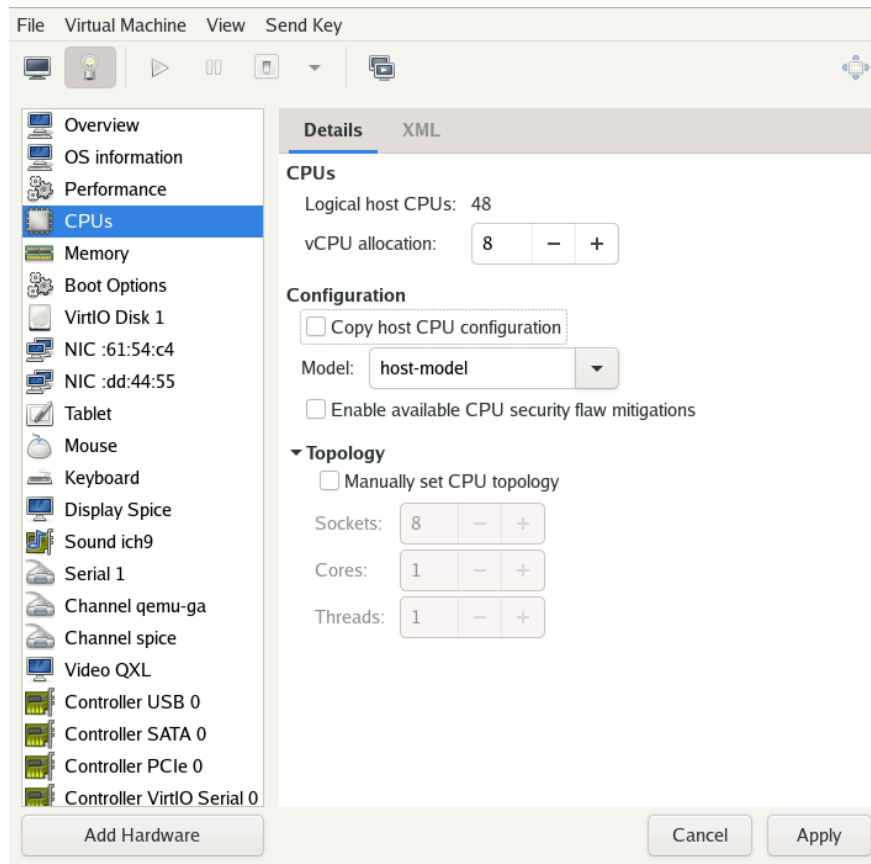 File Virtual Machine View Send Key
Overview
OS information
Performance
CPUs
Memory
Boot Options
VirtIO Disk 1
NIC :61:54:c4
NIC :dd:44:55
Tablet
Mouse
Keyboard
Display Spice
Sound ich9
Serial 1
Channel qemu-ga
Channel spice
Video QXL
Controller USB 0
Controller SATA 0
Controller PCIe 0
Controller VirtIO Serial 0
Add Hardware
Details XML
CPUs
Logical host CPUs: 48
vCPU allocation: 8 − +
Configuration
Copy host CPU configuration
Model: host-model
Enable available CPU security flaw mitigations
Topology
Manually set CPU topology
Sockets: 8 − +
Cores: 1 − +
Threads: 1 − +
Cancel Apply